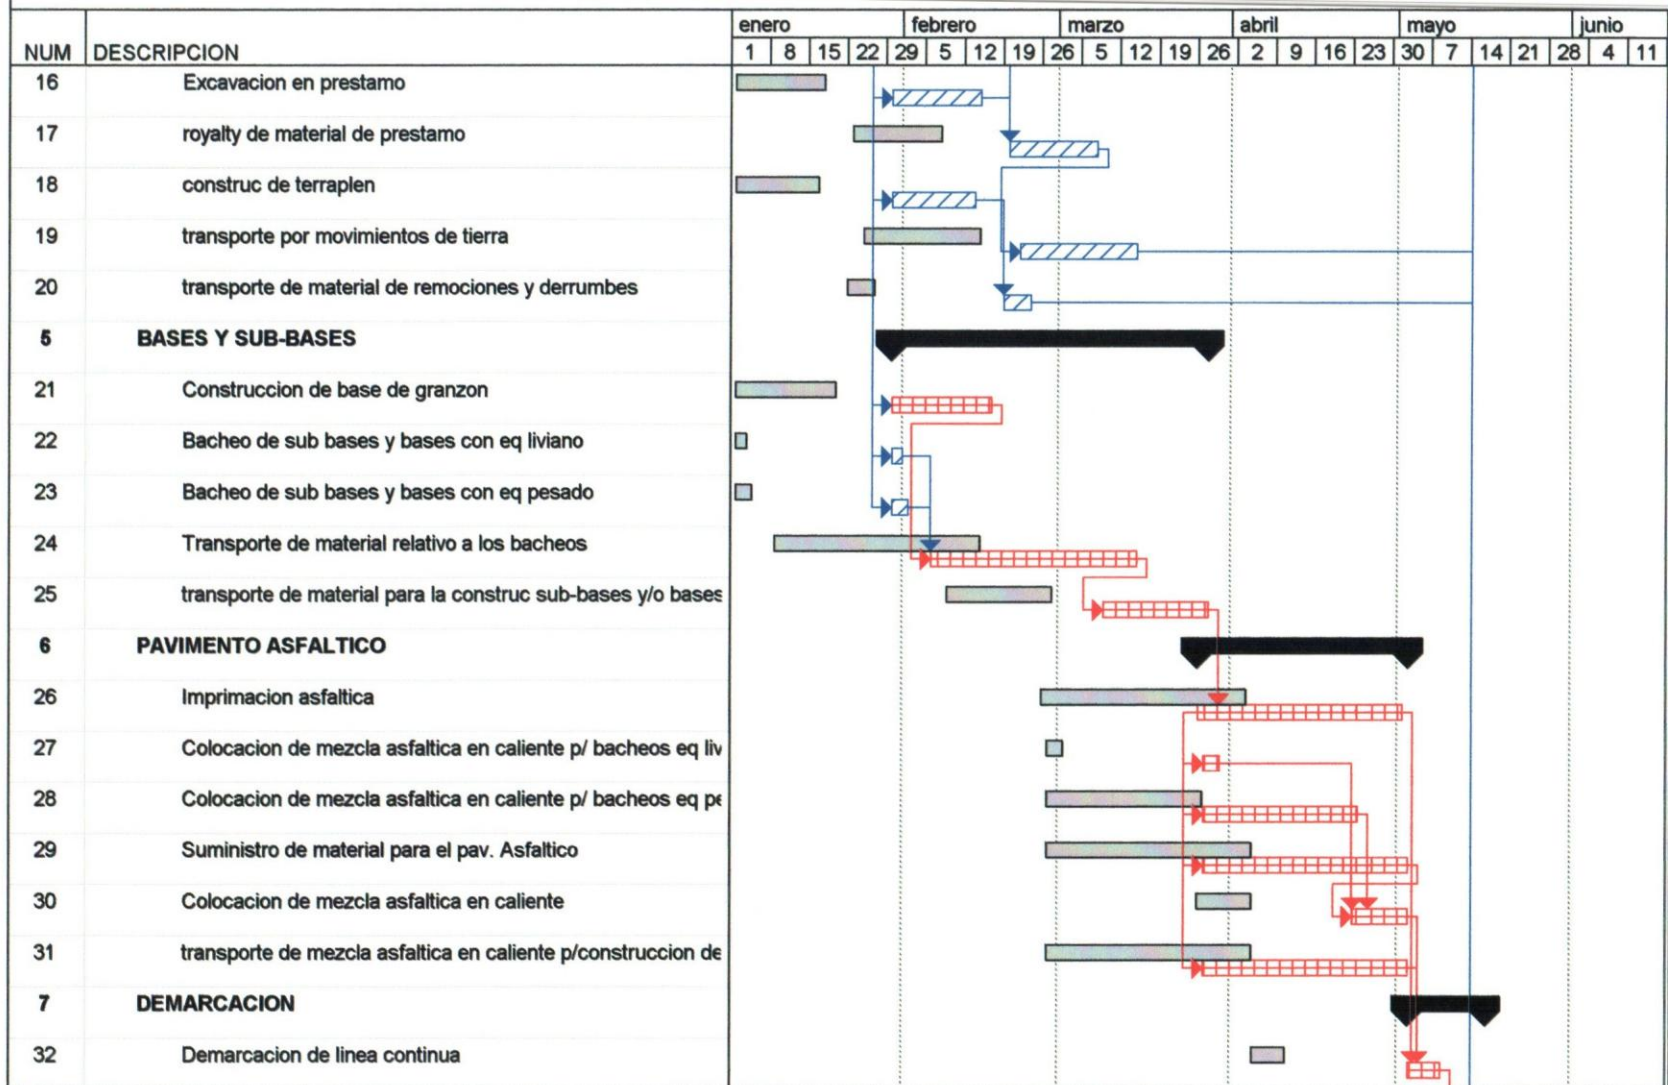 enero febrero marzo abril mayo junio
NUM DESCRIPCION 1 8 15 22 29 5 12 19 26 5 12 19 26 2 9 16 23 30 7 14 21 28 4 11
16 Excavacion en prestamo
17 royalty de material de prestamo
18 construc de terraplen
19 transporte por movimientos de tierra
20 transporte de material de remociones y derrumbes
5 BASES Y SUB-BASES
21 Construccion de base de granzon
22 Bacheo de sub bases y bases con eq liviano
23 Bacheo de sub bases y bases con eq pesado
24 Transporte de material relativo a los bacheos
25 transporte de material para la construc sub-bases y/o bases
6 PAVIMENTO ASFALTICO
26 Imprimacion asfaltica
27 Colocacion de mezcla asfaltica en caliente p/ bacheos eq liv
28 Colocacion de mezcla asfaltica en caliente p/ bacheos eq pe
29 Suministro de material para el pav. Asfaltico
30 Colocacion de mezcla asfaltica en caliente
31 transporte de mezcla asfaltica en caliente p/construccion de
7 DEMARCACION
32 Demarcacion de linea continua